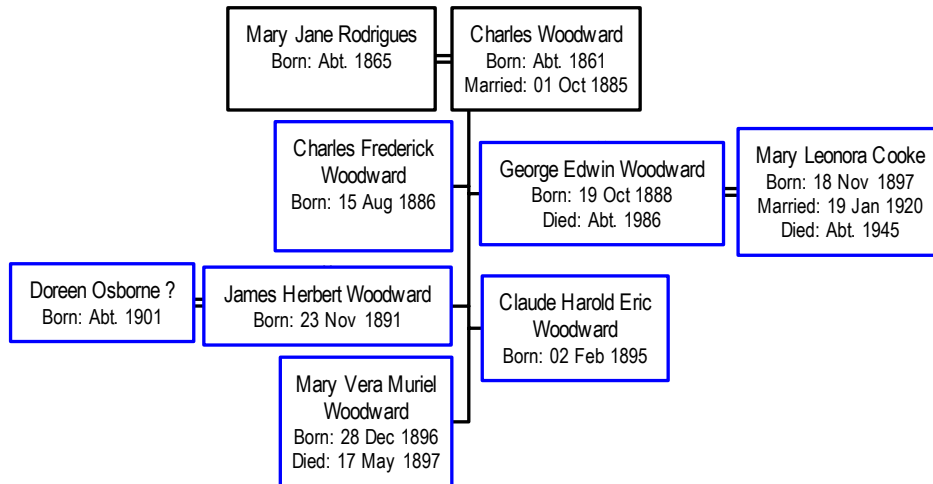 Mary Jane Rodrigues
Born: Abt. 1865
Charles Woodward
Born: Abt. 1861
Married: 01 Oct 1885
Charles Frederick
Woodward
Born: 15 Aug 1886
George Edwin Woodward
Born: 19 Oct 1888
Died: Abt. 1986
Mary Leonora Cooke
Born: 18 Nov 1897
Married: 19 Jan 1920
Died: Abt. 1945
Doreen Osborne ?
Born: Abt. 1901
James Herbert Woodward
Born: 23 Nov 1891
Claude Harold Eric
Woodward
Born: 02 Feb 1895
Mary Vera Muriel
Woodward
Born: 28 Dec 1896
Died: 17 May 1897